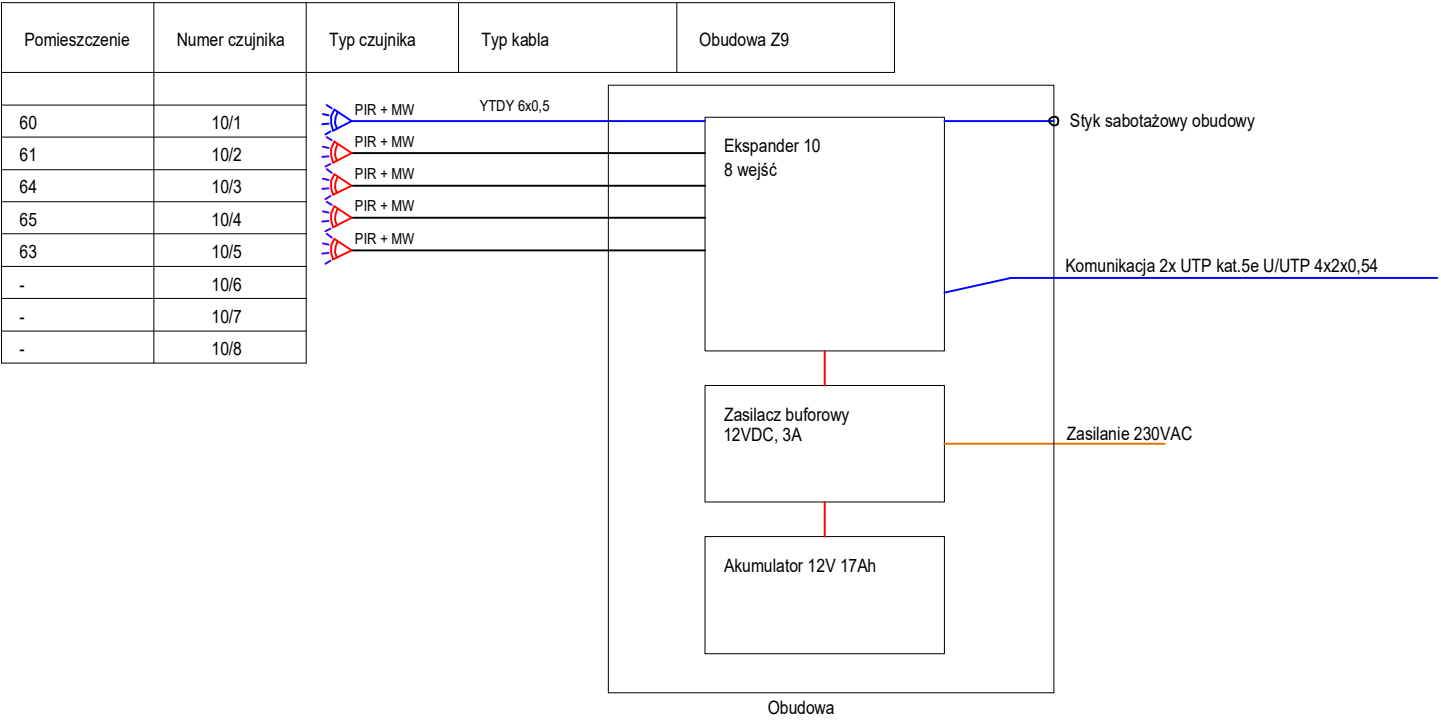 Pomieszczenie Numer czujnika Typ czujnika Typ kabla Obudowa Z9
60 10/1 PIR + MW YTDY 6x0,5
61 10/2 PIR + MW
64 10/3 PIR + MW
65 10/4 PIR + MW
63 10/5 PIR + MW
- 10/6
- 10/7
- 10/8
Ekspander 10
8 wejść
Styk sabotażowy obudowy
Komunikacja 2x UTP kat.5e U/UTP 4x2x0,54
Zasilacz buforowy
12VDC, 3A
Zasilanie 230VAC
Akumulator 12V 17Ah
Obudowa